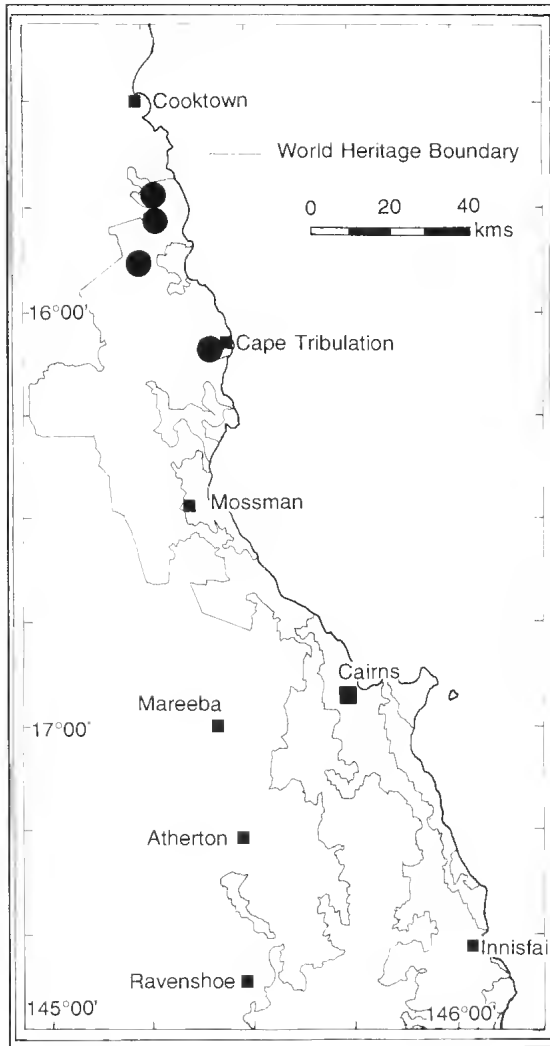 Cooktown
World Heritage Boundary
0 20 40
kms
16°00'
Cape Tribulation
Mossman
Cairns
Mareeba
17°00'
Atherton
Innisfai
Ravenshoe
145°00'
146°00'